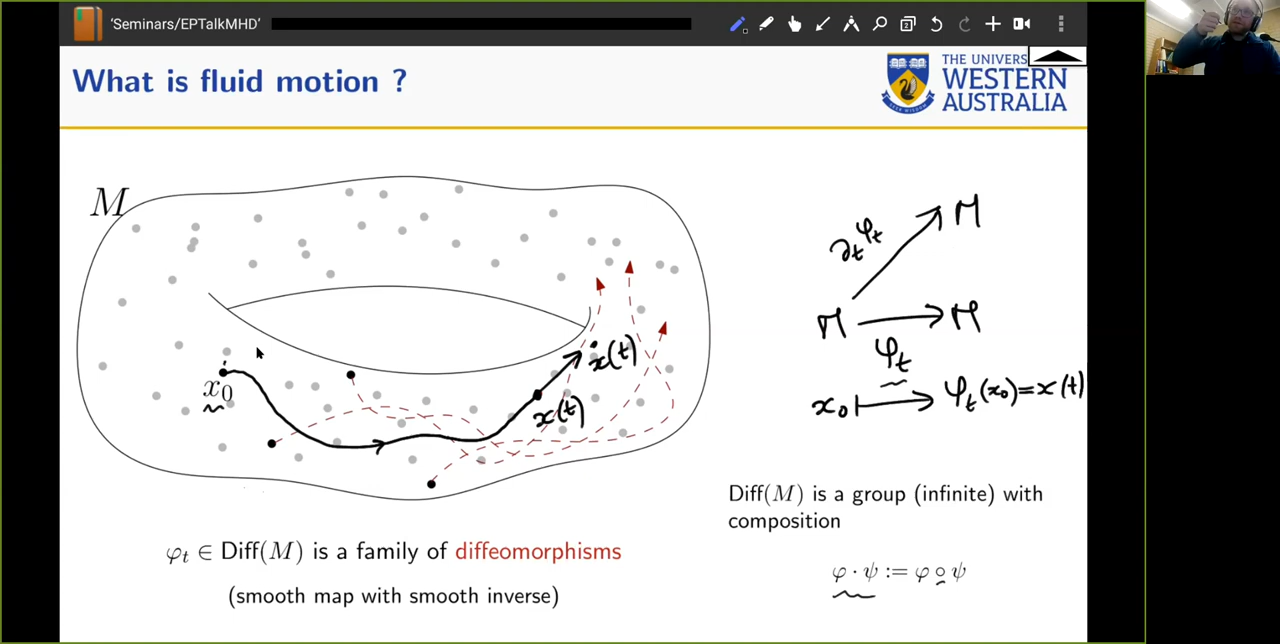 'Seminars/EPTalkMHD'
What is fluid motion ?
THE UNIVERS
WESTERN
AUSTRALIA
M
x₀
x(t)
ẋ(t)
∂ₜφₜ
M
M
M
φₜ
x₀ ↦ φₜ(x₀)=x(t)
Diff(M) is a group (infinite) with
composition
φ · ψ := φ ∘ ψ
φₜ ∈ Diff(M) is a family of diffeomorphisms
(smooth map with smooth inverse)